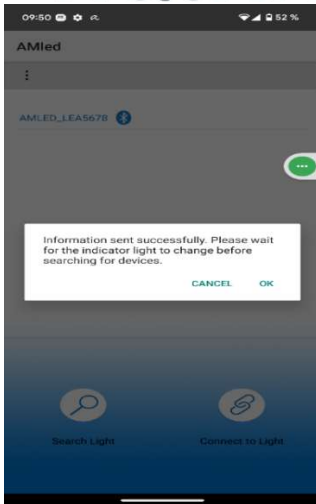 09:50
52 %
AMled
AMLED_LEA5678
Information sent successfully. Please wait
for the indicator light to change before
searching for devices.
CANCEL OK
Search Light Connect to Light